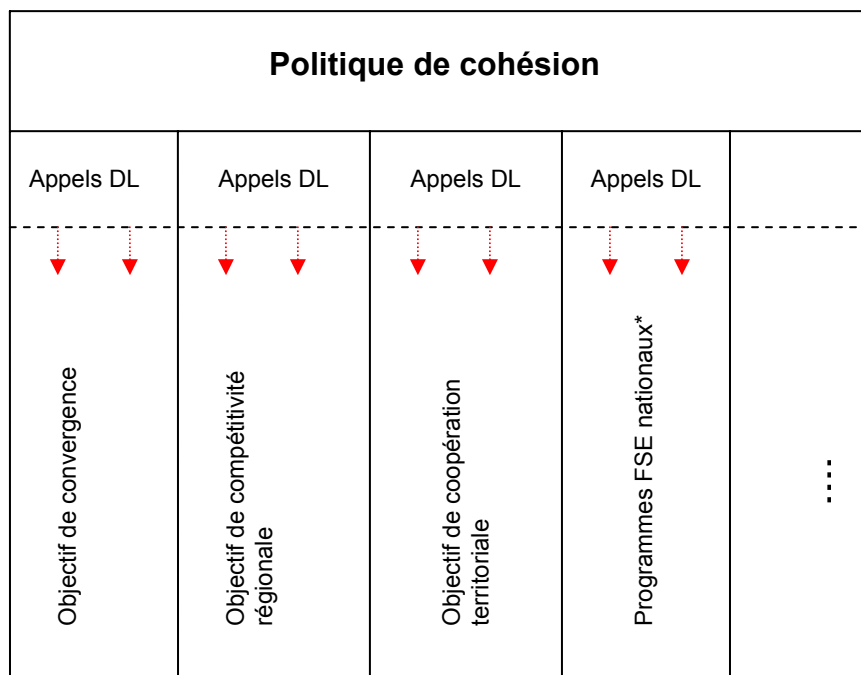 Politique de cohésion
Appels DL
Appels DL
Appels DL
Appels DL
Objectif de convergence
Objectif de compétitivité
régionale
Objectif de coopération
territoriale
Programmes FSE nationaux*
....